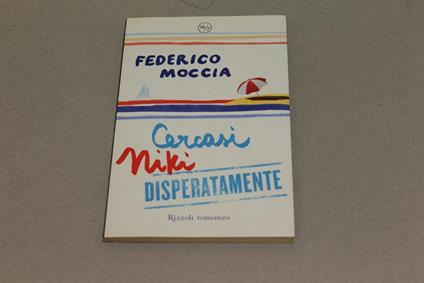 FEDERICO
MOCCIA
Cercasi
Niki
DISPERATAMENTE
Rizzoli romanzo